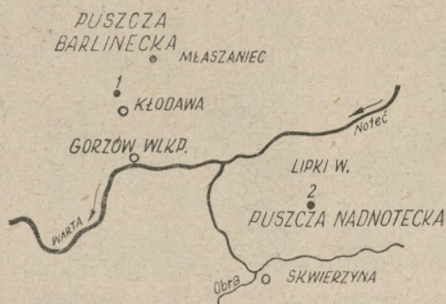 PUSZCZA
BARLINECKA
MŁASZANIEC
1
KŁODAWA
Noteć
GORZÓW WLKP.
LIPKI W.
2
WARTA
PUSZCZA NADNOTECKA
Obra
SKWIERZYNA